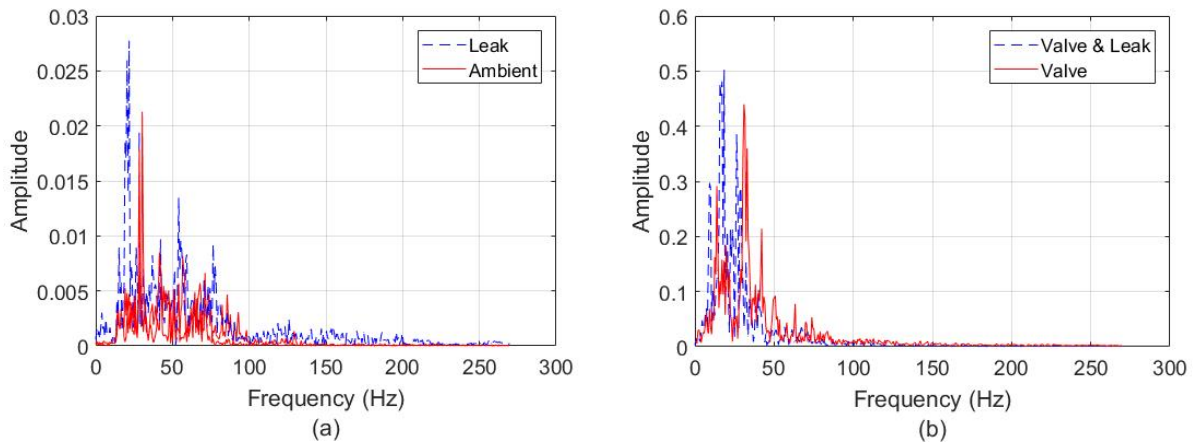 0.03
0.025
0.02
0.015
0.01
0.005
0
Amplitude
Leak
Ambient
0 50 100 150 200 250 300
Frequency (Hz)
(a)
0.6
0.5
0.4
0.3
0.2
0.1
0
Amplitude
Valve & Leak
Valve
0 50 100 150 200 250 300
Frequency (Hz)
(b)